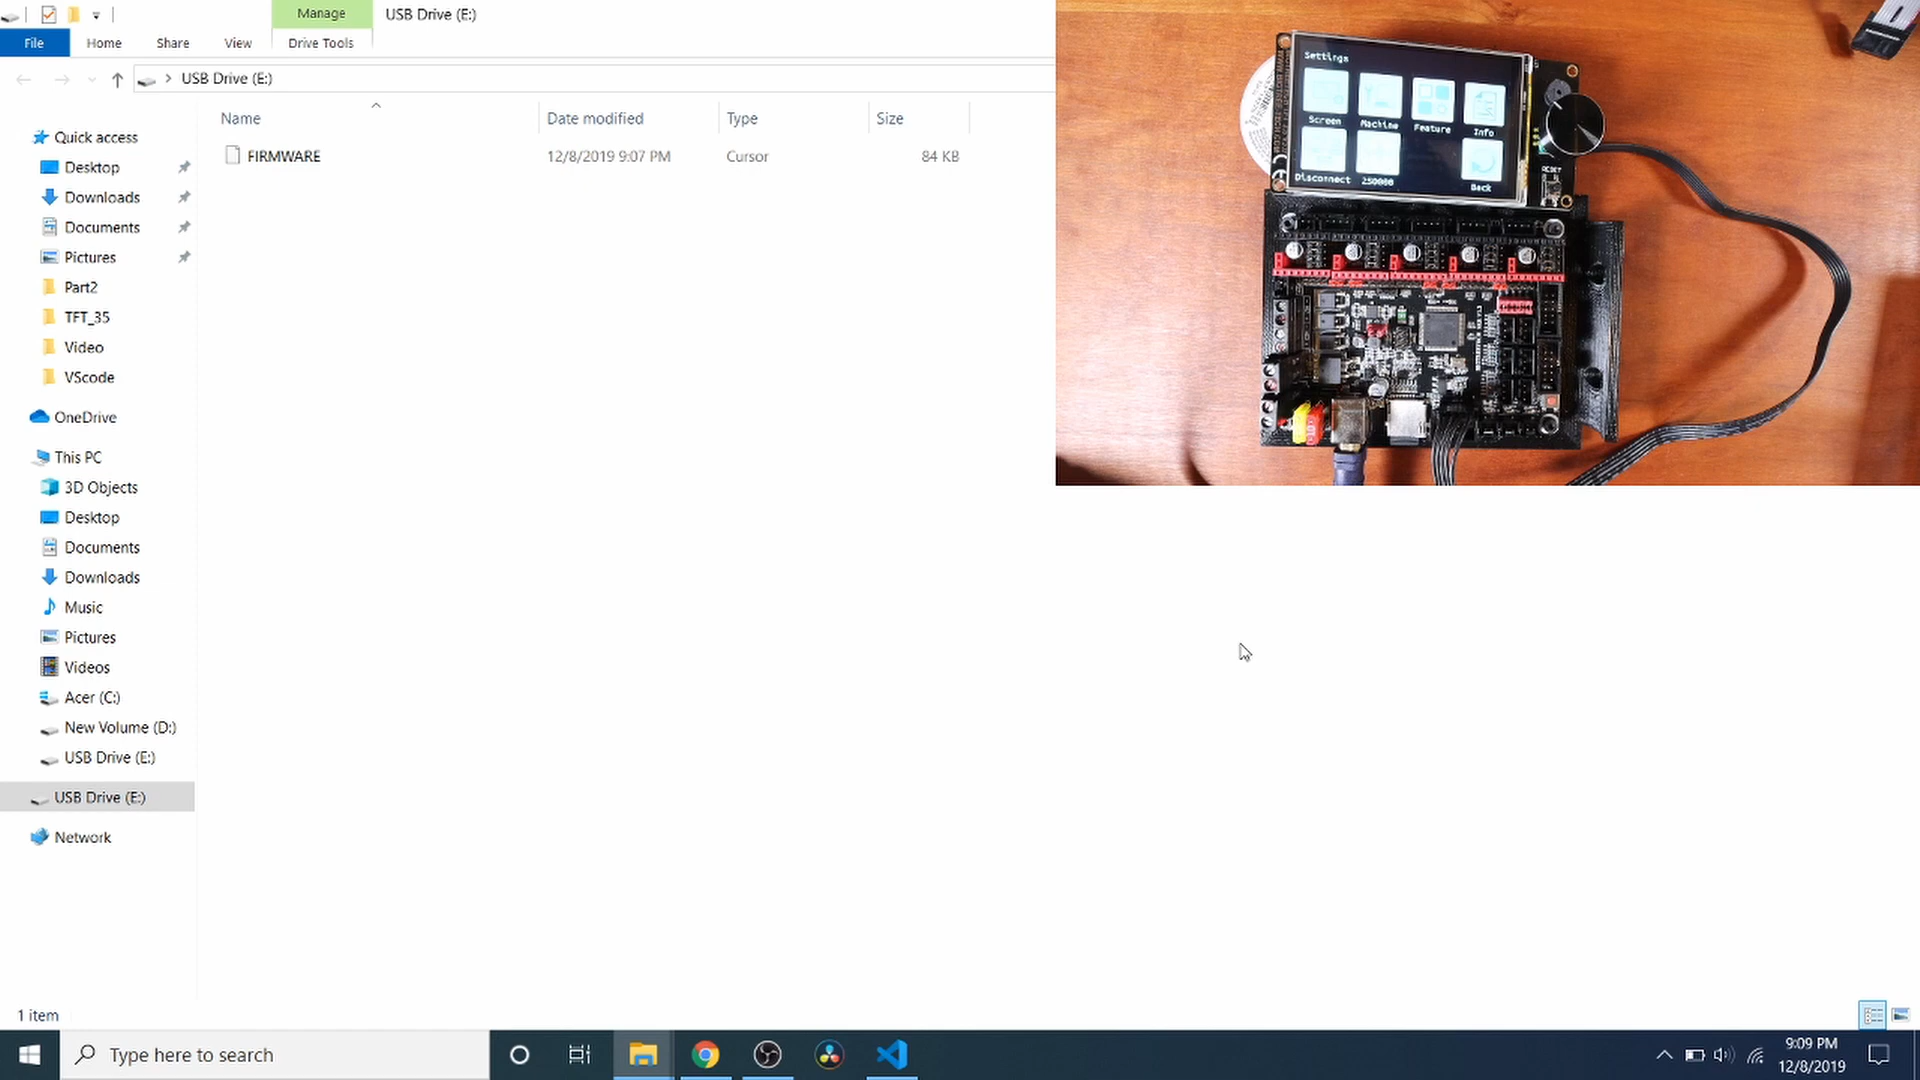 Manage
USB Drive (E:)
File
Home
Share
View
Drive Tools
USB Drive (E:)
Name
Date modified
Type
Size
FIRMWARE
12/8/2019 9:07 PM
Cursor
84 KB
Quick access
Desktop
Downloads
Documents
Pictures
Part2
TFT_35
Video
VScode
OneDrive
This PC
3D Objects
Desktop
Documents
Downloads
Music
Pictures
Videos
Acer (C:)
New Volume (D:)
USB Drive (E:)
USB Drive (E:)
Network
1 item
Settings
Screen
Machine
Feature
Info
Disconnect
250000
Back
RESET
Type here to search
9:09 PM
12/8/2019